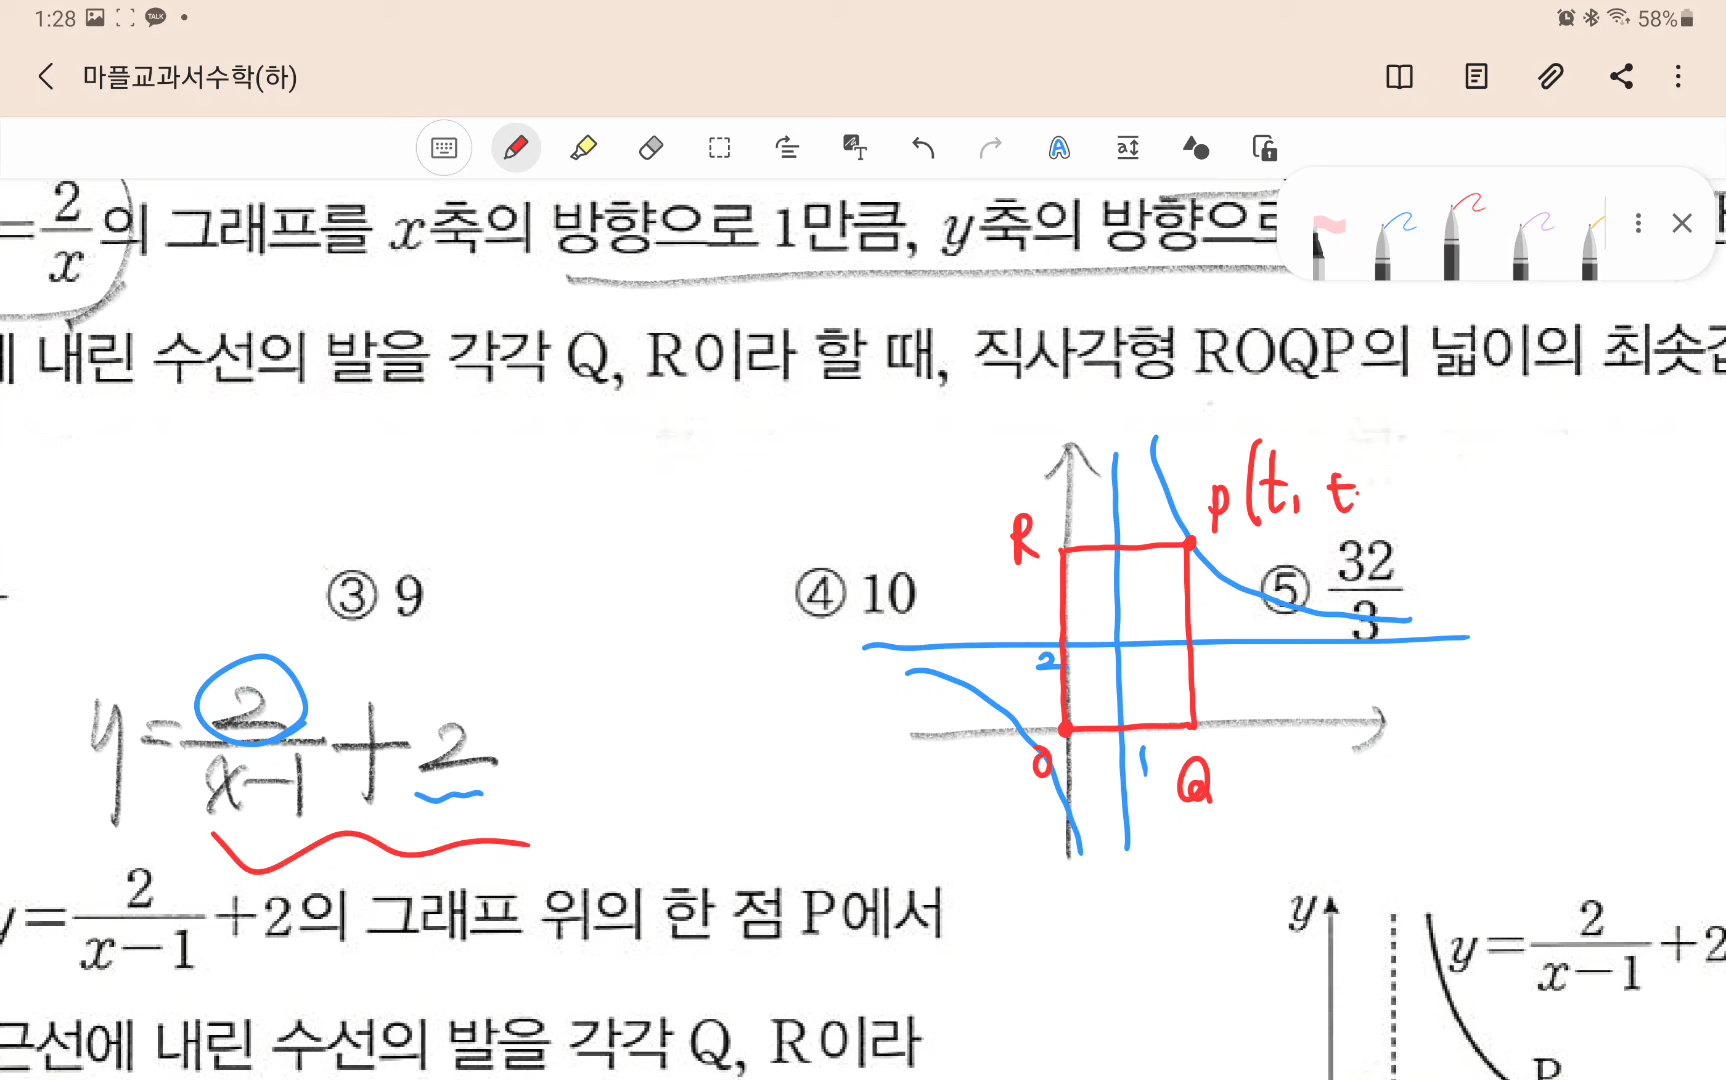 1:28 TALK 58%
마플교과서수학(하)
=2/x의 그래프를 x축의 방향으로 1만큼, y축의 방향으로
내린 수선의 발을 각각 Q, R이라 할 때, 직사각형 ROQP의 넓이의 최솟값
R P(t, t
③ 9 ④ 10 ⑤ 32/3
2
y=2/(x-1)+2
O 1 Q
y=2/(x-1)+2의 그래프 위의 한 점 P에서
y y=2/(x-1)+2
근선에 내린 수선의 발을 각각 Q, R이라
P